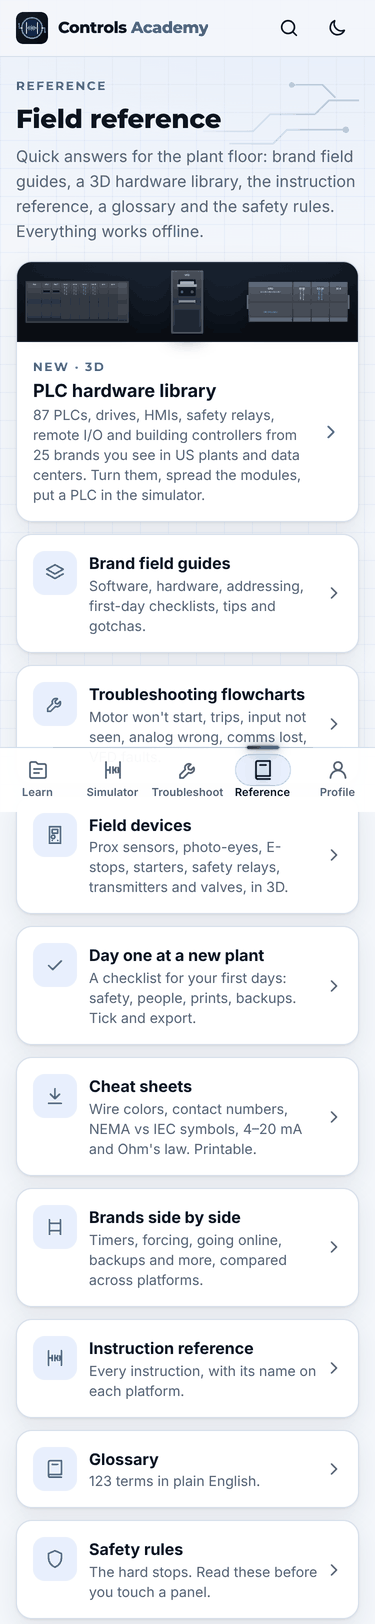 Controls Academy
REFERENCE
Field reference
Quick answers for the plant floor: brand field
guides, a 3D hardware library, the instruction
reference, a glossary and the safety rules.
Everything works offline.
NEW · 3D
PLC hardware library
87 PLCs, drives, HMIs, safety relays,
remote I/O and building controllers from
25 brands you see in US plants and data
centers. Turn them, spread the modules,
put a PLC in the simulator.
Brand field guides
Software, hardware, addressing,
first-day checklists, tips and
gotchas.
Troubleshooting flowcharts
Motor won't start, trips, input not
seen, analog wrong, comms lost,
Learn
Simulator
Troubleshoot
Reference
Profile
Field devices
Prox sensors, photo-eyes, E-
stops, starters, safety relays,
transmitters and valves, in 3D.
Day one at a new plant
A checklist for your first days:
safety, people, prints, backups.
Tick and export.
Cheat sheets
Wire colors, contact numbers,
NEMA vs IEC symbols, 4–20 mA
and Ohm's law. Printable.
Brands side by side
Timers, forcing, going online,
backups and more, compared
across platforms.
Instruction reference
Every instruction, with its name on
each platform.
Glossary
123 terms in plain English.
Safety rules
The hard stops. Read these before
you touch a panel.